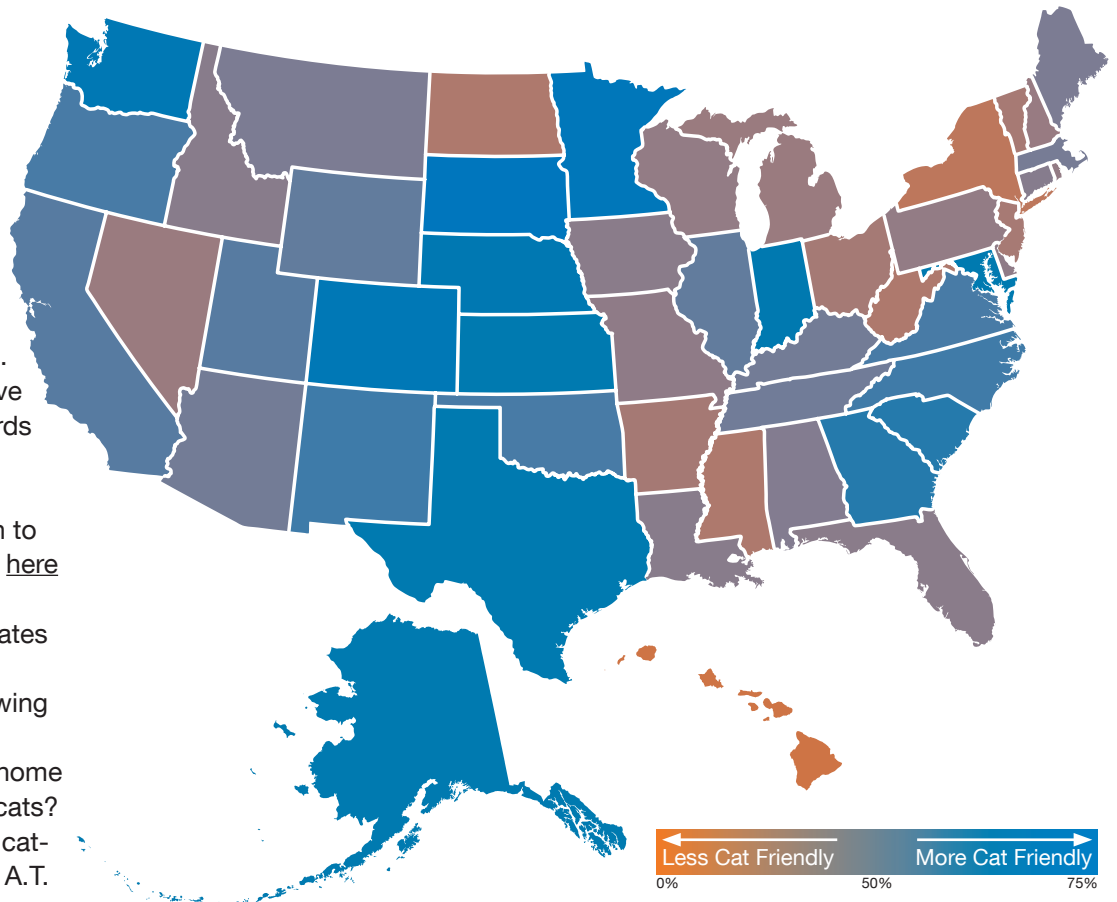 .
ve
rds
n to
here
ates
wing
home
cats?
cat-
A.T.
Less Cat Friendly
More Cat Friendly
0%
50%
75%